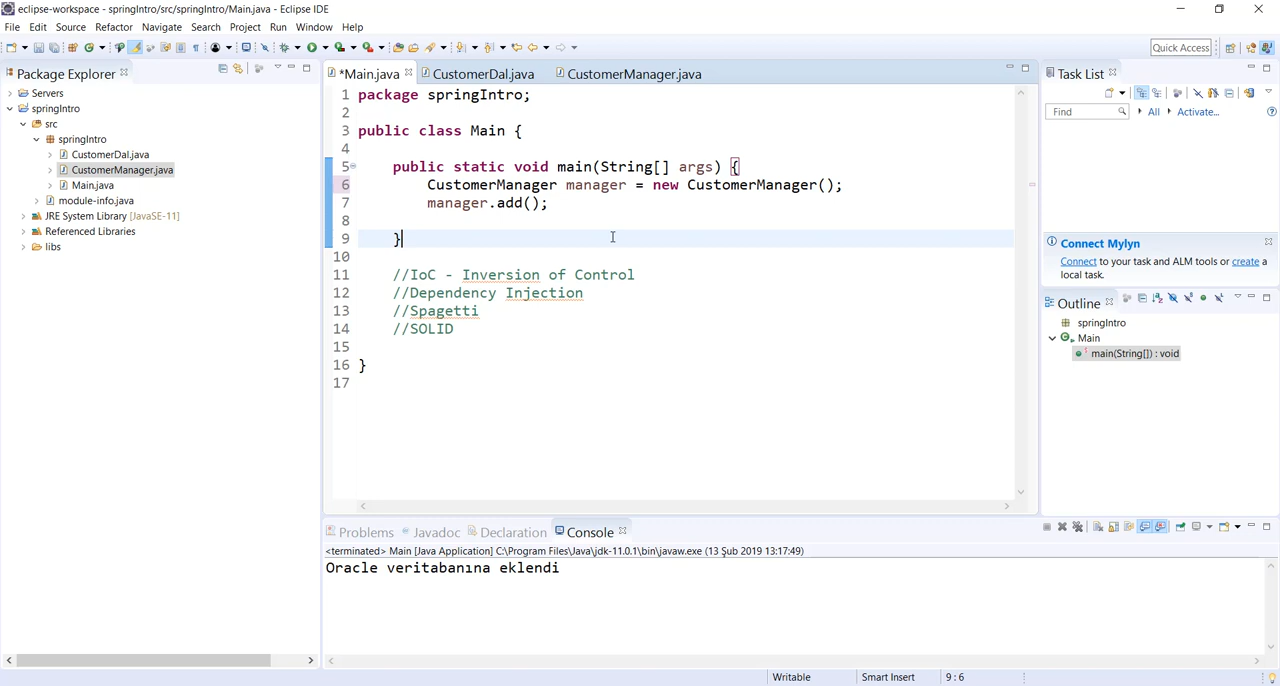 eclipse-workspace - springIntro/src/springIntro/Main.java - Eclipse IDE
File Edit Source Refactor Navigate Search Project Run Window Help
Quick Access
Package Explorer
Servers
springIntro
src
springIntro
CustomerDal.java
CustomerManager.java
Main.java
module-info.java
JRE System Library [JavaSE-11]
Referenced Libraries
libs
*Main.java CustomerDal.java CustomerManager.java
1 package springIntro;
2
3 public class Main {
4
5 public static void main(String[] args) {
6 CustomerManager manager = new CustomerManager();
7 manager.add();
8
9 }
10
11 //IoC - Inversion of Control
12 //Dependency Injection
13 //Spagetti
14 //SOLID
15
16 }
17
Task List
Find All Activate...
Connect Mylyn
Connect to your task and ALM tools or create a
local task.
Outline
springIntro
Main
main(String[]) : void
Problems Javadoc Declaration Console
<terminated> Main [Java Application] C:\Program Files\Java\jdk-11.0.1\bin\javaw.exe (13 Şub 2019 13:17:49)
Oracle veritabanına eklendi
Writable Smart Insert 9 : 6